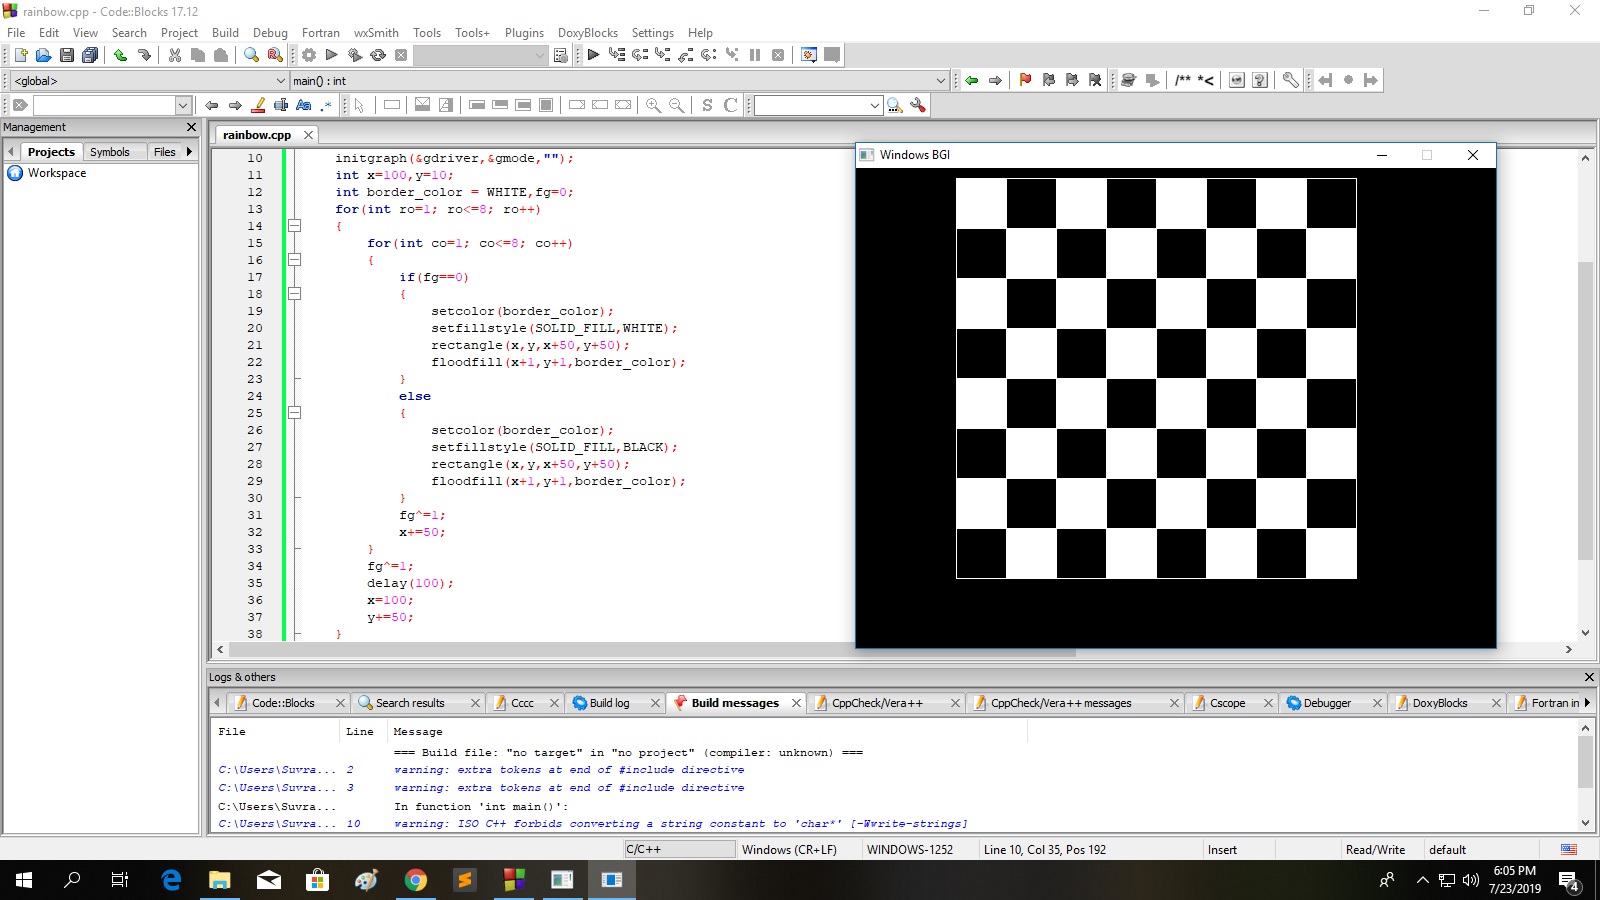 rainbow.cpp - Code::Blocks 17.12
File Edit View Search Project Build Debug Fortran wxSmith Tools Tools+ Plugins DoxyBlocks Settings Help
<global> main() : int
/** *<
Aa .* S C
Management
Projects Symbols Files
Workspace
rainbow.cpp
10 initgraph(&gdriver,&gmode,"");
11 int x=100,y=10;
12 int border_color = WHITE,fg=0;
13 for(int ro=1; ro<=8; ro++)
14 {
15 for(int co=1; co<=8; co++)
16 {
17 if(fg==0)
18 {
19 setcolor(border_color);
20 setfillstyle(SOLID_FILL,WHITE);
21 rectangle(x,y,x+50,y+50);
22 floodfill(x+1,y+1,border_color);
23 }
24 else
25 {
26 setcolor(border_color);
27 setfillstyle(SOLID_FILL,BLACK);
28 rectangle(x,y,x+50,y+50);
29 floodfill(x+1,y+1,border_color);
30 }
31 fg^=1;
32 x+=50;
33 }
34 fg^=1;
35 delay(100);
36 x=100;
37 y+=50;
38 }
Windows BGI
Logs & others
Code::Blocks Search results Cccc Build log Build messages CppCheck/Vera++ CppCheck/Vera++ messages Cscope Debugger DoxyBlocks Fortran in
File Line Message
=== Build file: "no target" in "no project" (compiler: unknown) ===
C:\Users\Suvra... 2 warning: extra tokens at end of #include directive
C:\Users\Suvra... 3 warning: extra tokens at end of #include directive
C:\Users\Suvra... In function 'int main()':
C:\Users\Suvra... 10 warning: ISO C++ forbids converting a string constant to 'char*' [-Wwrite-strings]
C/C++ Windows (CR+LF) WINDOWS-1252 Line 10, Col 35, Pos 192 Insert Read/Write default
6:05 PM
7/23/2019
4